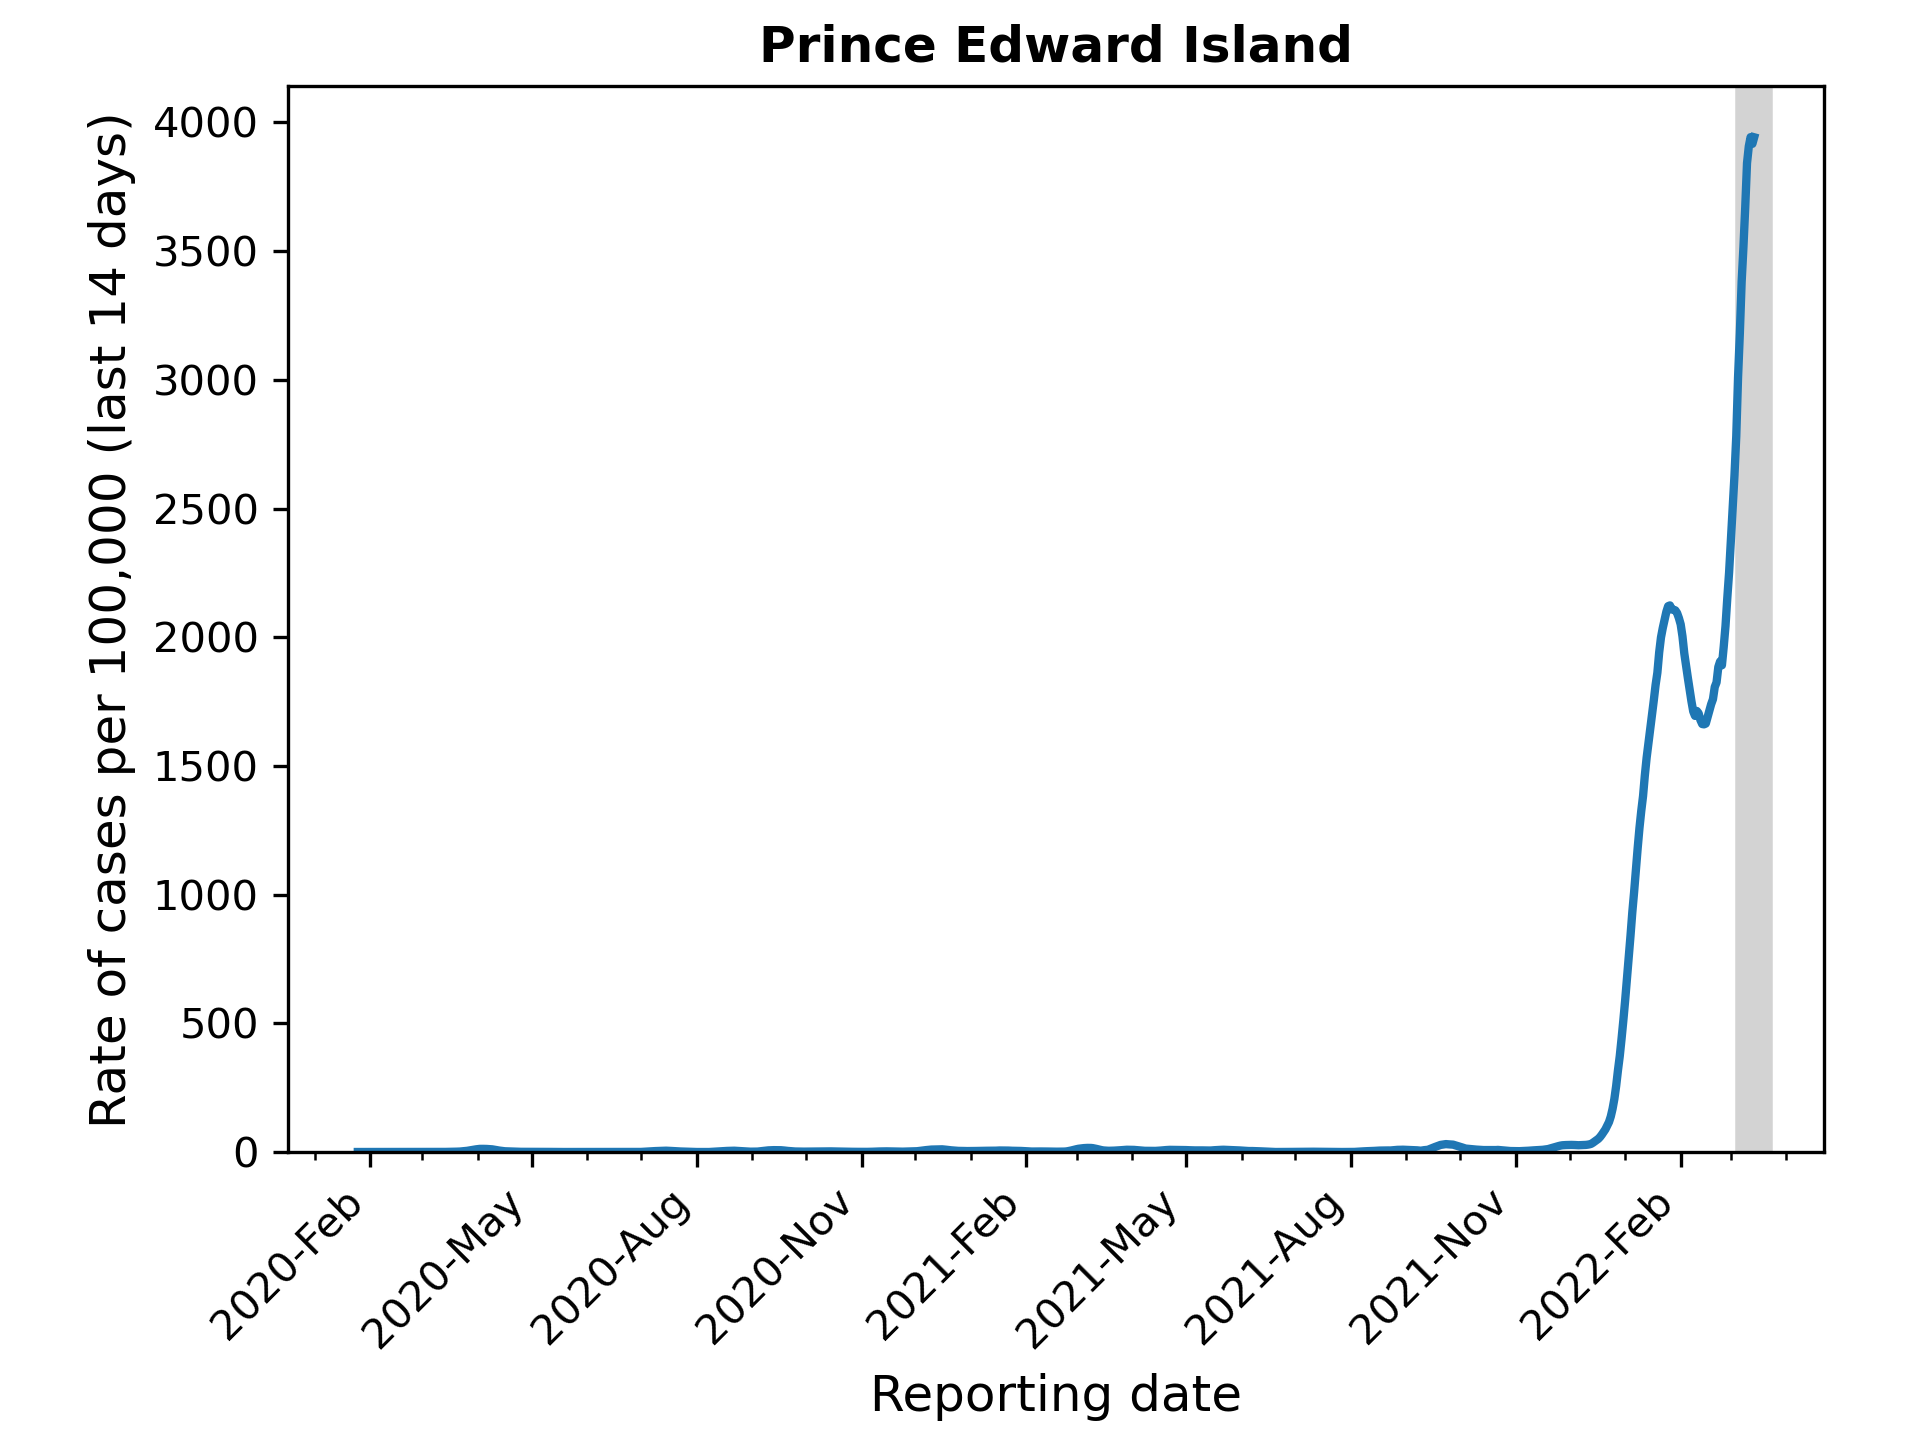 Prince Edward Island
Rate of cases per 100,000 (last 14 days)
4000
3500
3000
2500
2000
1500
1000
500
0
2020-Feb
2020-May
2020-Aug
2020-Nov
2021-Feb
2021-May
2021-Aug
2021-Nov
2022-Feb
Reporting date